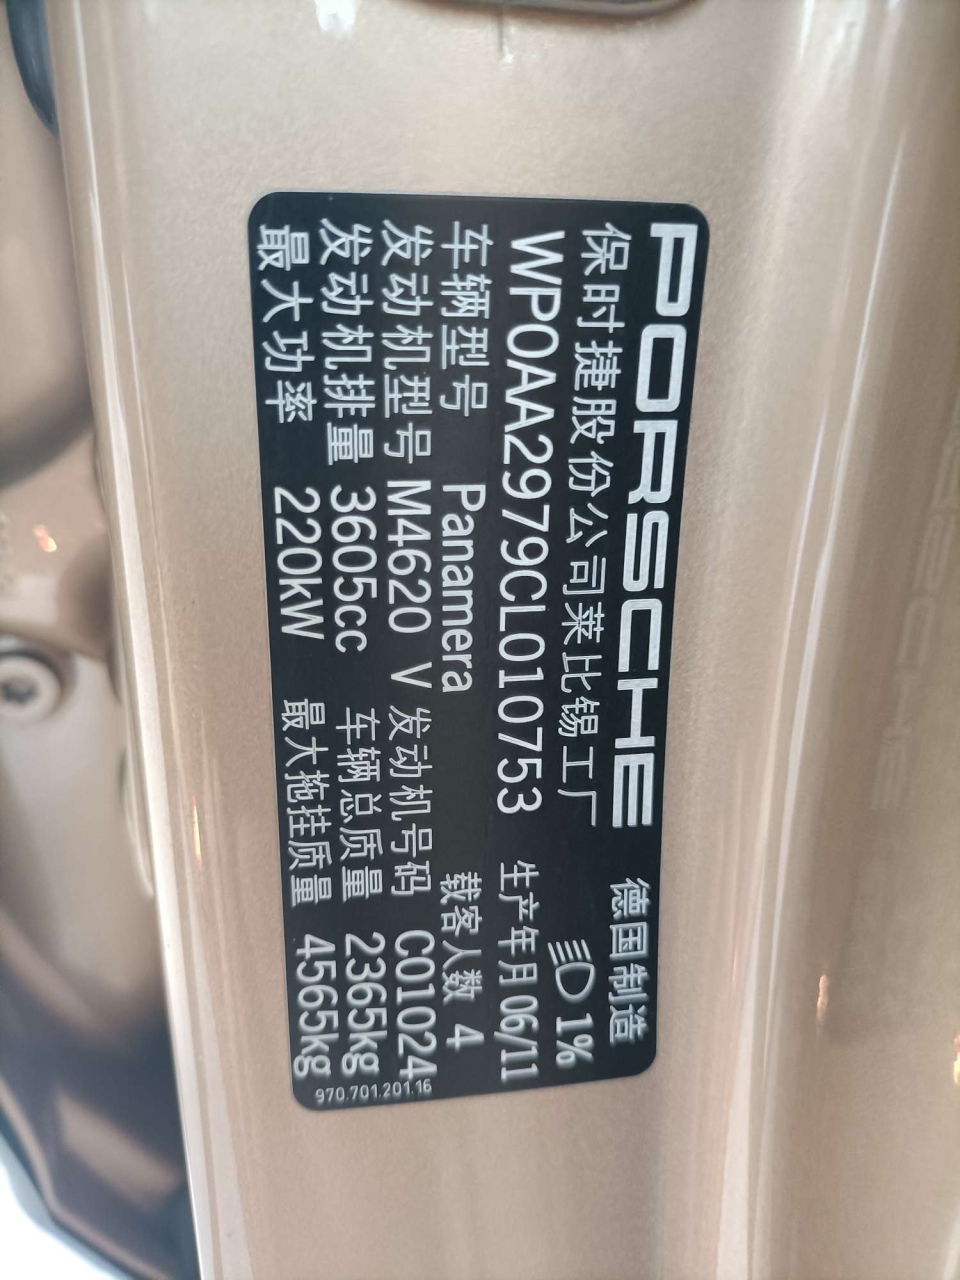 PORSCHE 德国制造
保时捷股份公司莱比锡工厂 1%
WP0AA2979CL010753 生产年月 06/11
车辆型号 Panamera 载客人数 4
发动机型号 M4620 V 发动机号码 C01024
发动机排量 3605cc 车辆总质量 2365kg
最大功率 220kW 最大拖挂质量 4565kg
970.701.201.16